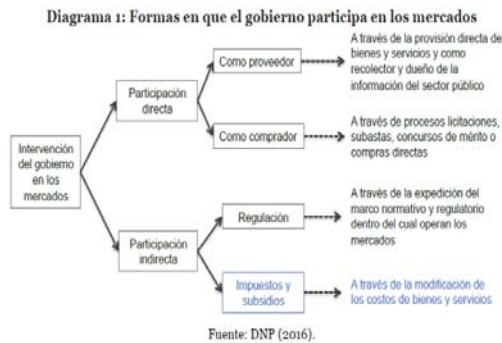 Diagrama 1: Formas en que el gobierno participa en los mercados
Intervención
del gobierno
en los
mercados
Participación
directa
Como proveedor
A través de la provisión directa de
bienes y servicios y como
recolector y dueño de la
información del sector público
Como comprador
A través de procesos licitaciones,
subastas, concursos de mérito o
compras directas
Participación
indirecta
Regulación
A través de la expedición del
marco normativo y regulatorio
dentro del cual operan los
mercados
Impuestos y
subsidios
A través de la modificación de
los costos de bienes y servicios
Fuente: DNP (2016).